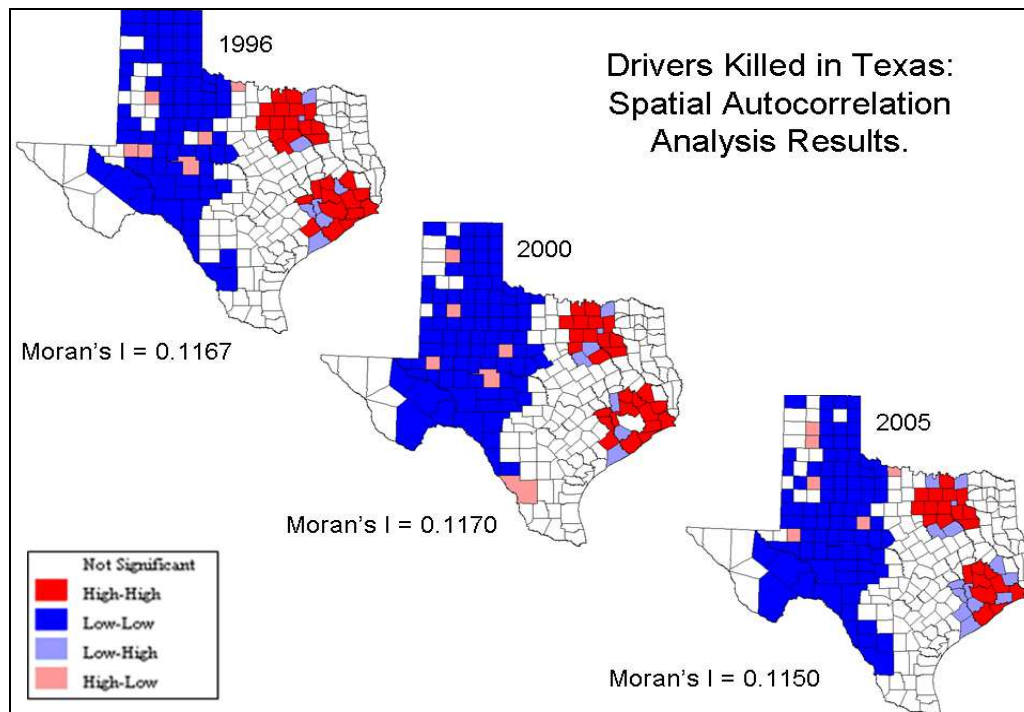 1996
Drivers Killed in Texas:
Spatial Autocorrelation
Analysis Results.
2000
Moran's I = 0.1167
2005
Moran's I = 0.1170
Not Significant
High-High
Low-Low
Low-High
High-Low
Moran's I = 0.1150